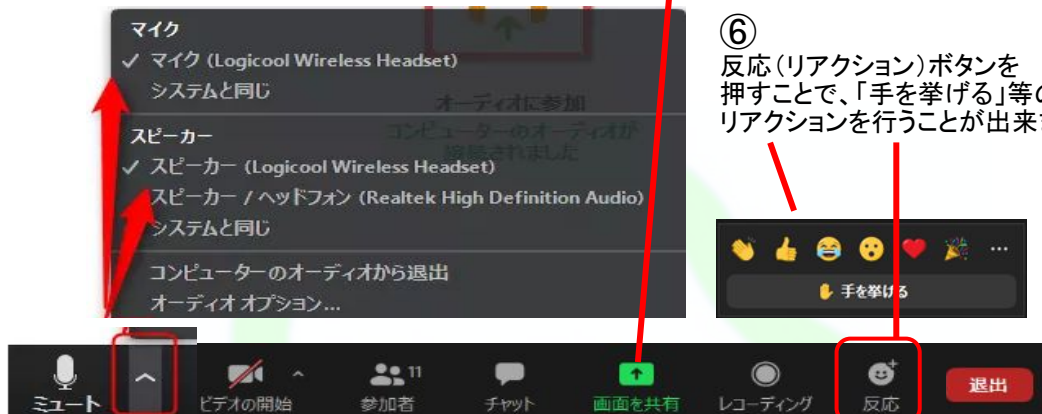 マイク
マイク (Logicool Wireless Headset)
システムと同じ
スピーカー
スピーカー (Logicool Wireless Headset)
スピーカー / ヘッドフォン (Realtek High Definition Audio)
システムと同じ
コンピューターのオーディオから退出
オーディオ オプション...
オーディオに参加
コンピューターのオーディオが
接続されました
⑥
反応(リアクション)ボタンを
押すことで、「手を挙げる」等の
リアクションを行うことが出来
手を挙げる
ミュート
ビデオの開始
参加者
11
チャット
画面を共有
レコーディング
反応
退出